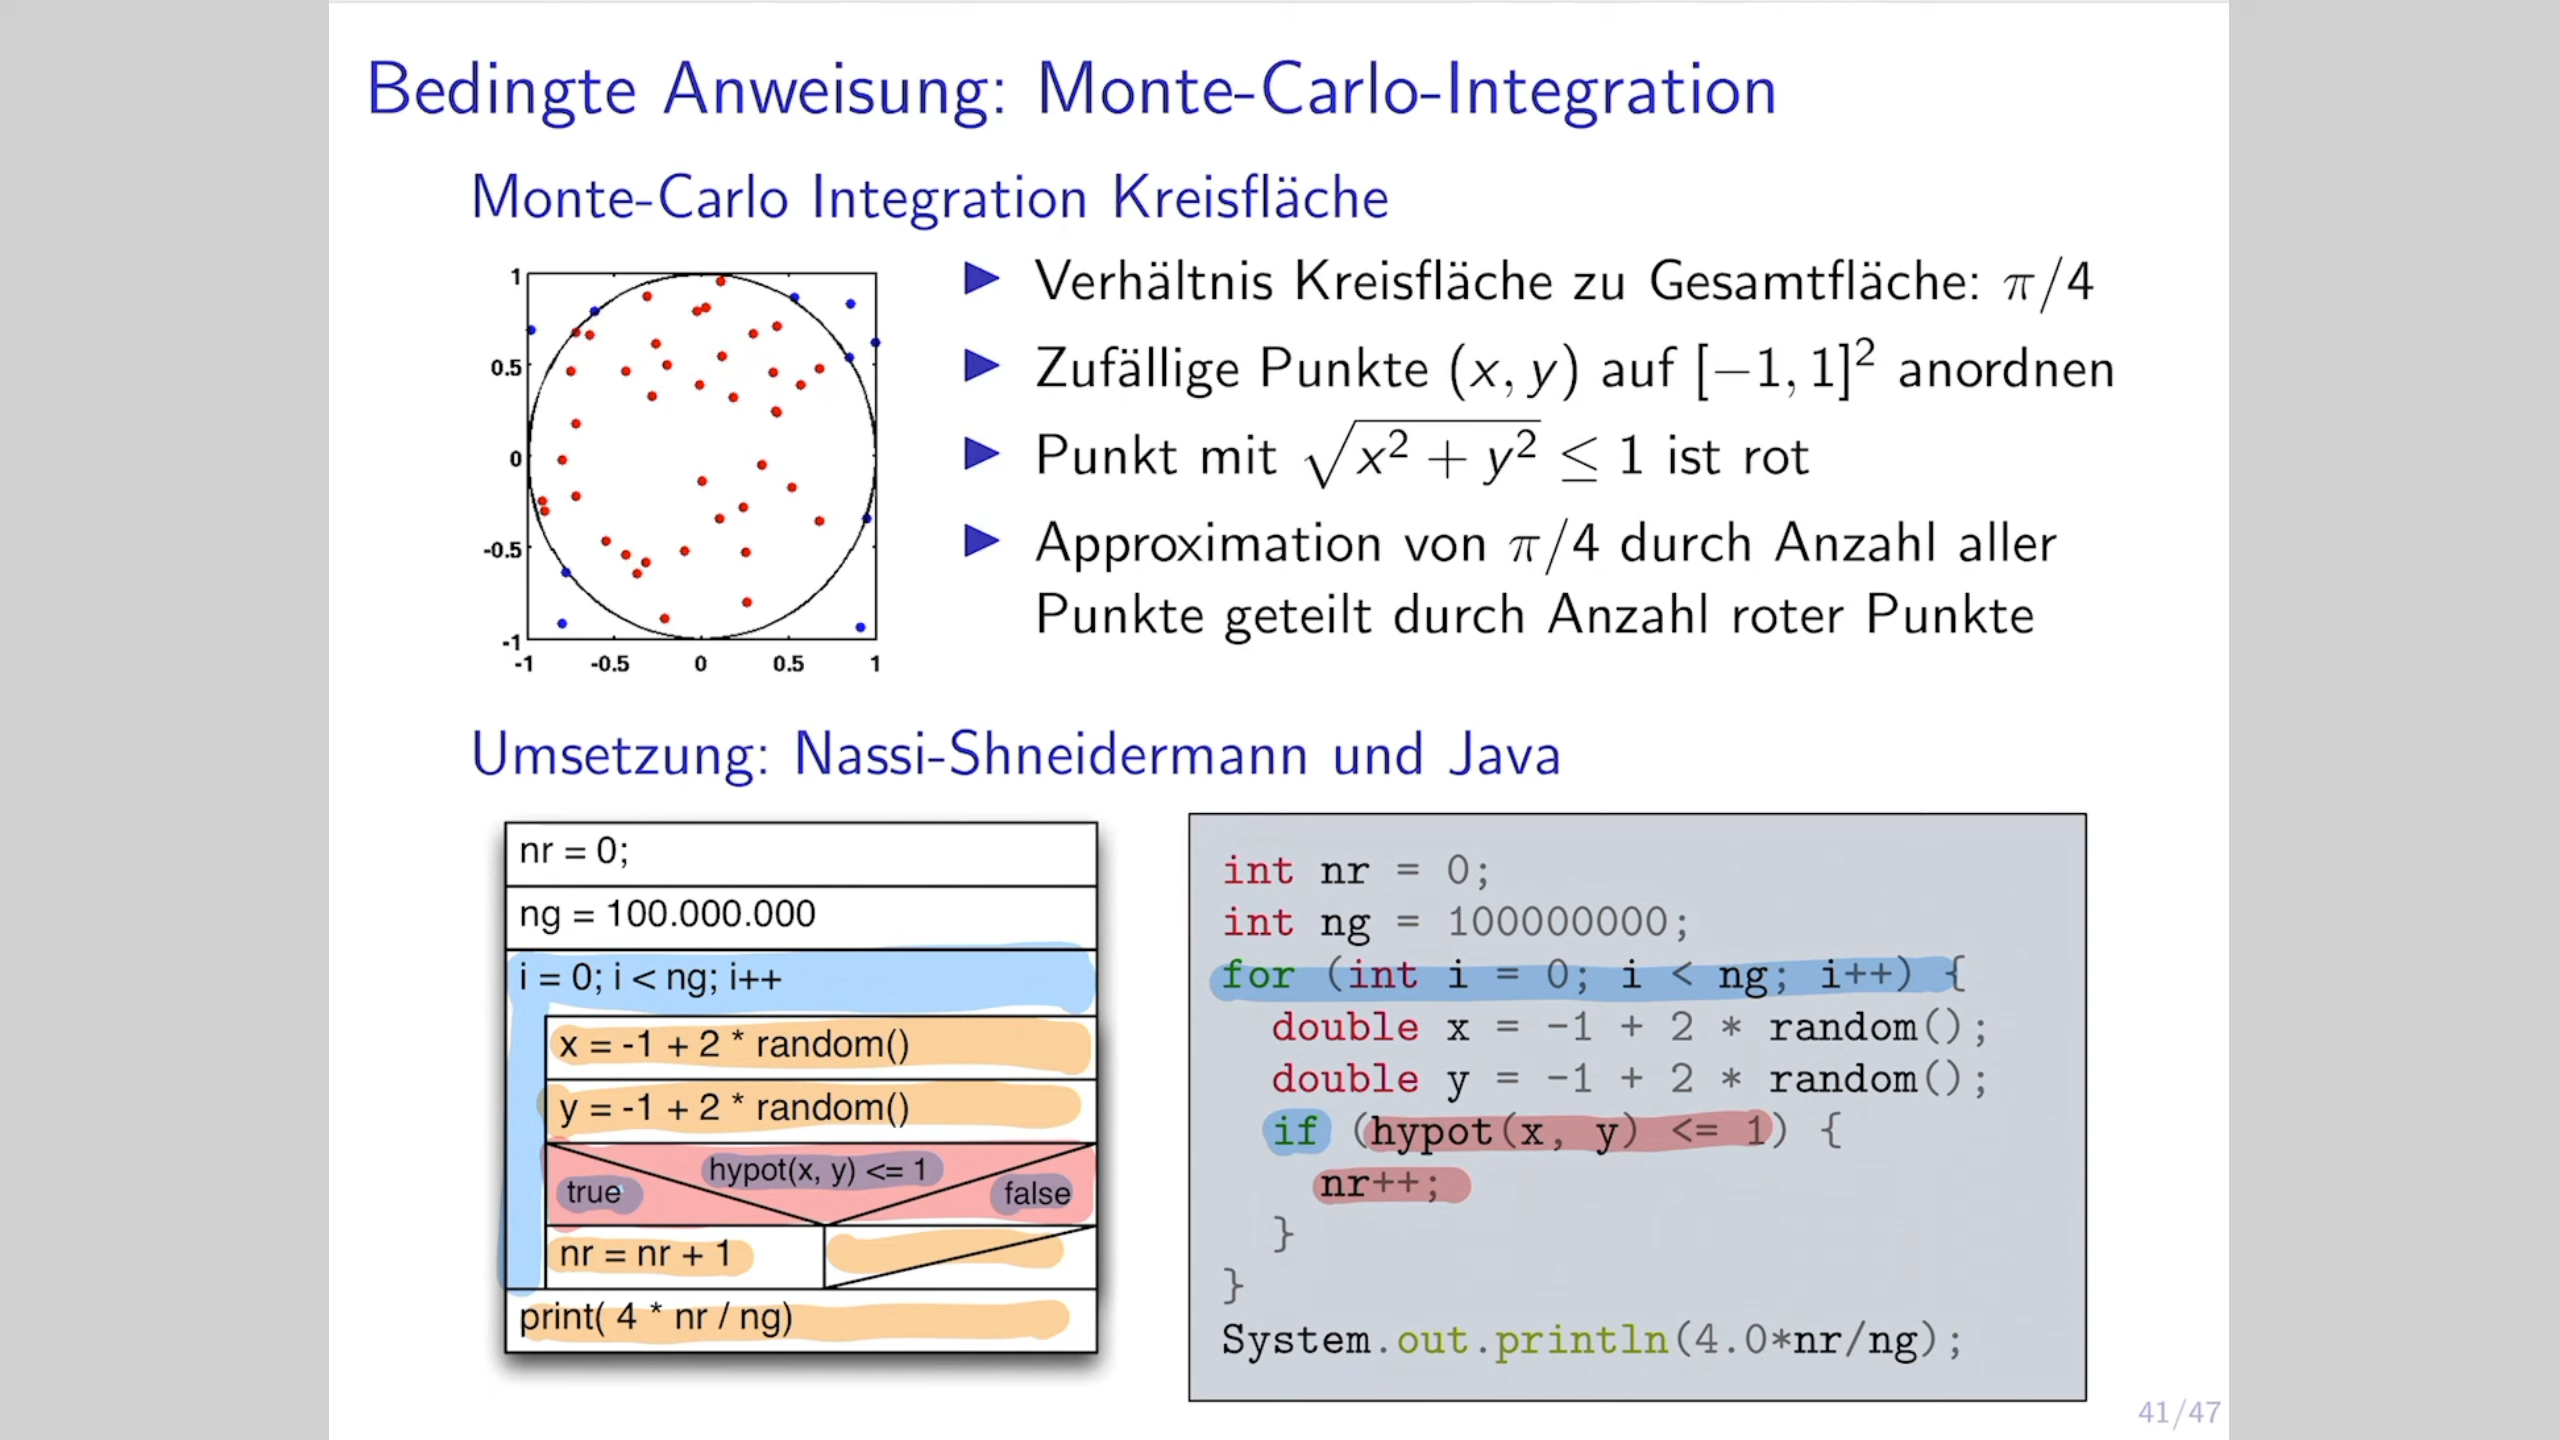 Bedingte Anweisung: Monte-Carlo-Integration
Monte-Carlo Integration Kreisfläche
1
0.5
0
-0.5
-1
-1 -0.5 0 0.5 1
Verhältnis Kreisfläche zu Gesamtfläche: π/4
Zufällige Punkte (x, y) auf [−1, 1]² anordnen
Punkt mit √x² + y² ≤ 1 ist rot
Approximation von π/4 durch Anzahl aller
Punkte geteilt durch Anzahl roter Punkte
Umsetzung: Nassi-Shneidermann und Java
nr = 0;
ng = 100.000.000
i = 0; i < ng; i++
x = -1 + 2 * random()
y = -1 + 2 * random()
hypot(x, y) <= 1
true false
nr = nr + 1
print( 4 * nr / ng)
int nr = 0;
int ng = 100000000;
for (int i = 0; i < ng; i++) {
double x = -1 + 2 * random();
double y = -1 + 2 * random();
if (hypot(x, y) <= 1) {
nr++;
}
}
System.out.println(4.0*nr/ng);
41/47